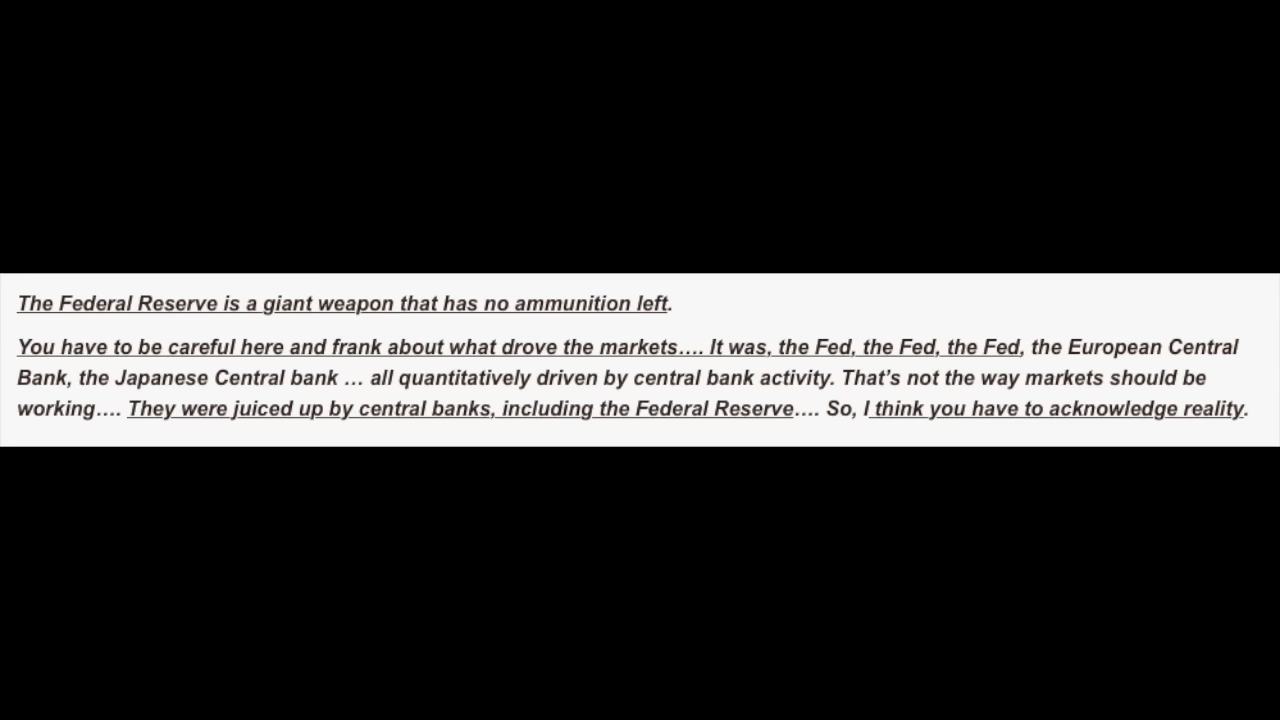 The Federal Reserve is a giant weapon that has no ammunition left.
You have to be careful here and frank about what drove the markets…. It was, the Fed, the Fed, the Fed, the European Central
Bank, the Japanese Central bank … all quantitatively driven by central bank activity. That’s not the way markets should be
working…. They were juiced up by central banks, including the Federal Reserve…. So, I think you have to acknowledge reality.